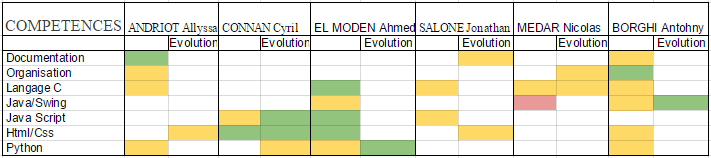 COMPETENCES ANDRIOT Allyssa CONNAN Cyril EL MODEN Ahmed SALONE Jonathan MEDAR Nicolas BORGHI Antohny
Evolution Evolution Evolution Evolution Evolution Evolution
Documentation
Organisation
Langage C
Java/Swing
Java Script
Html/Css
Python